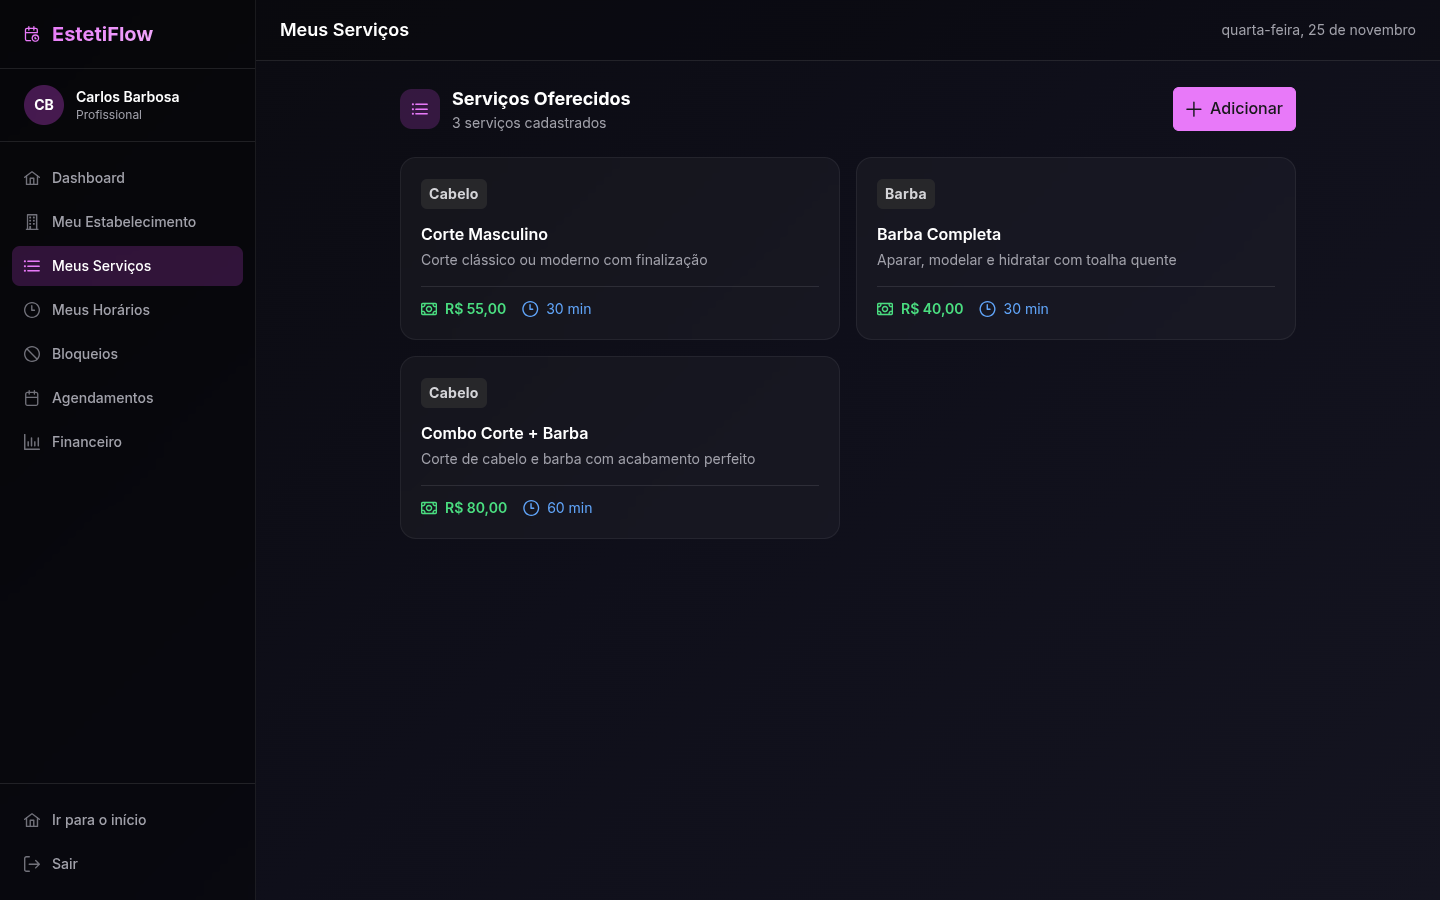 EstetiFlow
CB
Carlos Barbosa
Profissional
Dashboard
Meu Estabelecimento
Meus Serviços
Meus Horários
Bloqueios
Agendamentos
Financeiro
Ir para o início
Sair
Meus Serviços
quarta-feira, 25 de novembro
Serviços Oferecidos
3 serviços cadastrados
Adicionar
Cabelo
Corte Masculino
Corte clássico ou moderno com finalização
R$ 55,00
30 min
Barba
Barba Completa
Aparar, modelar e hidratar com toalha quente
R$ 40,00
30 min
Cabelo
Combo Corte + Barba
Corte de cabelo e barba com acabamento perfeito
R$ 80,00
60 min